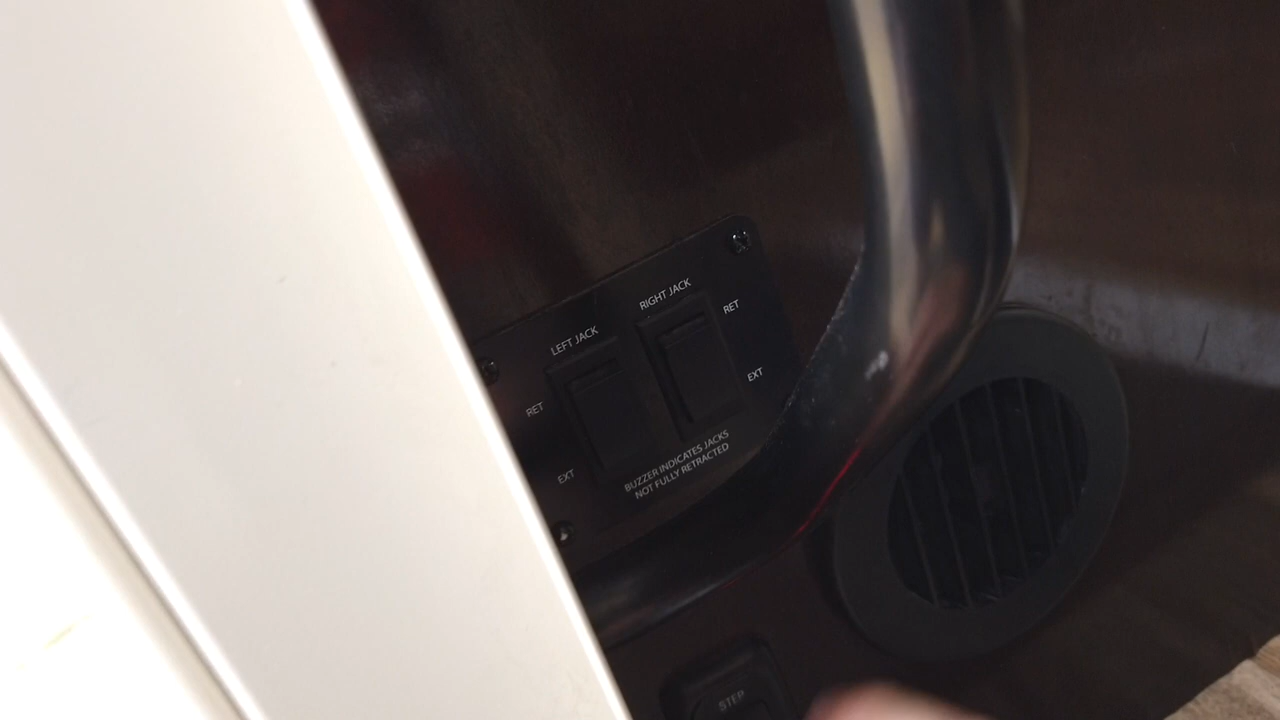 LEFT JACK
RIGHT JACK
RET
RET
EXT
EXT
BUZZER INDICATES JACKS
NOT FULLY RETRACTED
STEP